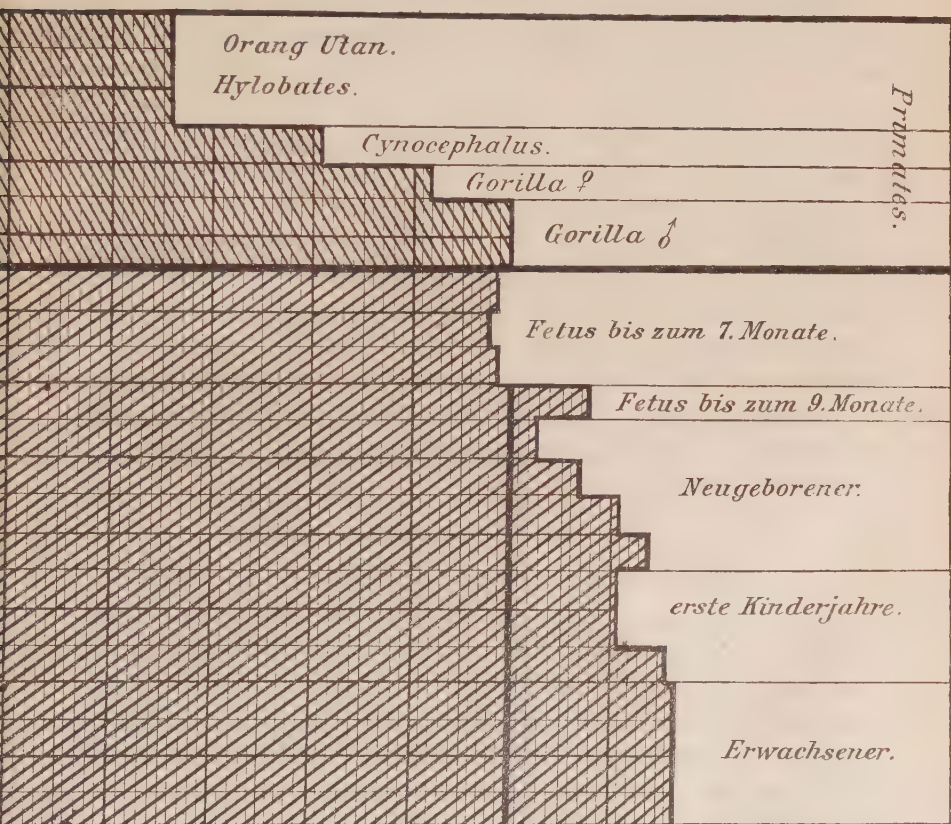 Orang Utan.
Hylobates.
Cynocephalus.
Gorilla ♀
Gorilla ♂
Primates.
Fetus bis zum 7. Monate.
Fetus bis zum 9. Monate.
Neugeborener.
erste Kinderjahre.
Erwachsener.